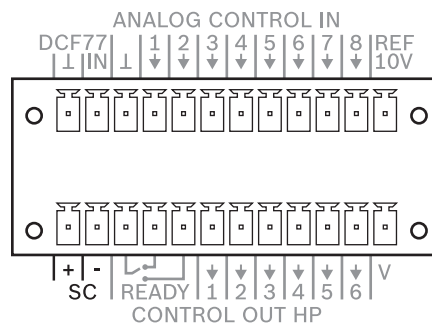 ANALOG CONTROL IN
DCF77 1 2 3 4 5 6 7 8 REF
⊥ IN ⊥ ↓ ↓ ↓ ↓ ↓ ↓ ↓ ↓ 10V
+ - ↓ ↓ ↓ ↓ ↓ ↓ V
SC READY 1 2 3 4 5 6
CONTROL OUT HP